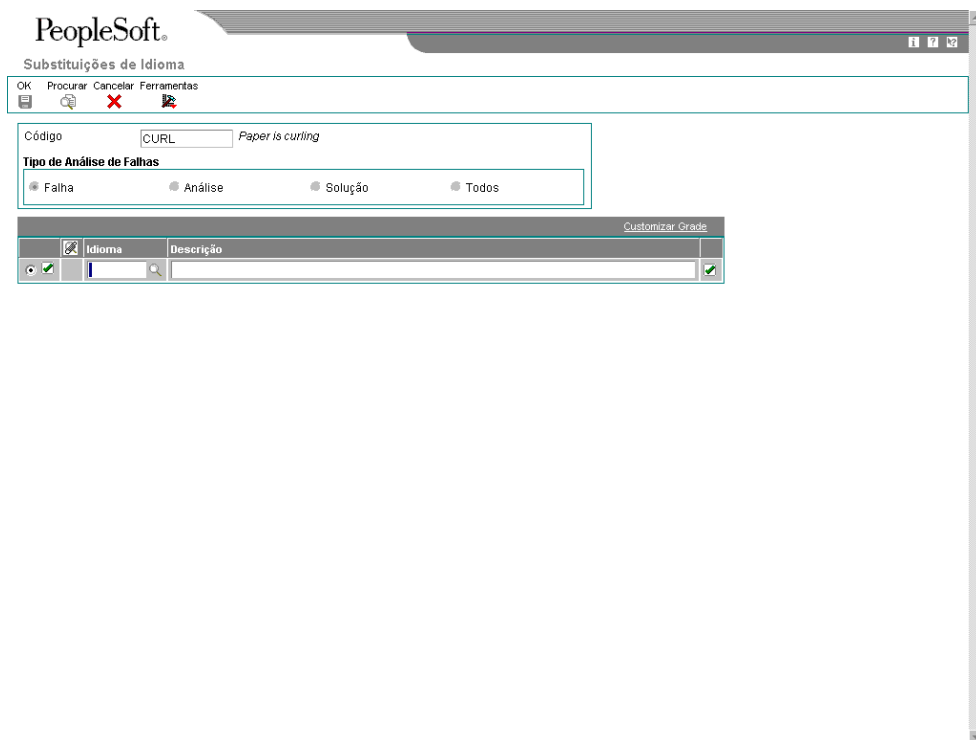 PeopleSoft®
Substituições de Idioma
OK Procurar Cancelar Ferramentas
Código CURL Paper is curling
Tipo de Análise de Falhas
Falha Análise Solução Todos
Customizar Grade
Idioma Descrição